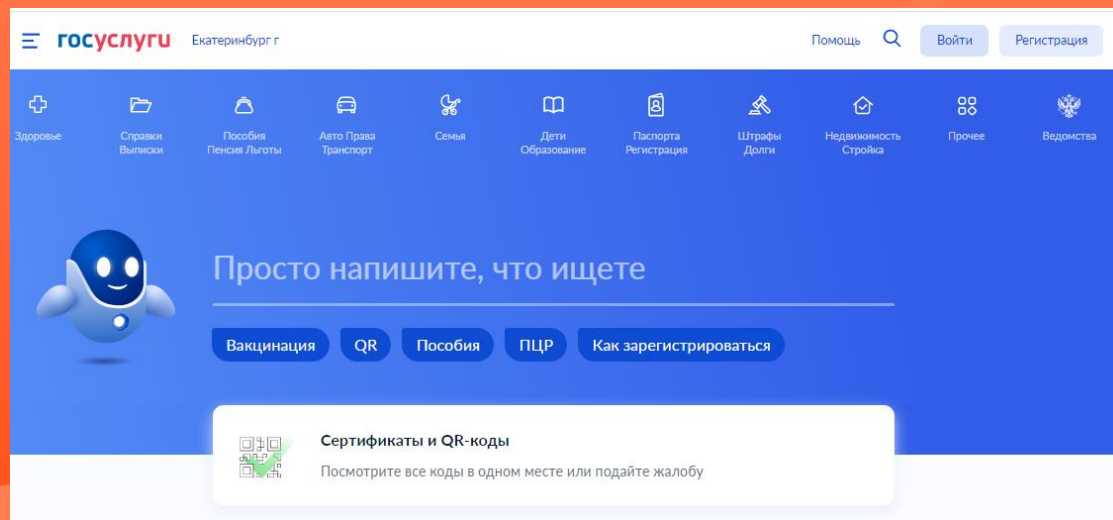 госуслуги Екатеринбург г Помощь Войти Регистрация
Здоровье
Справки
Выписки
Пособия
Пенсия Льготы
Авто Права
Транспорт
Семья
Дети
Образование
Паспорта
Регистрация
Штрафы
Долги
Недвижимость
Стройка
Прочее
Ведомства
Просто напишите, что ищете
Вакцинация QR Пособия ПЦР Как зарегистрироваться
Сертификаты и QR-коды
Посмотрите все коды в одном месте или подайте жалобу